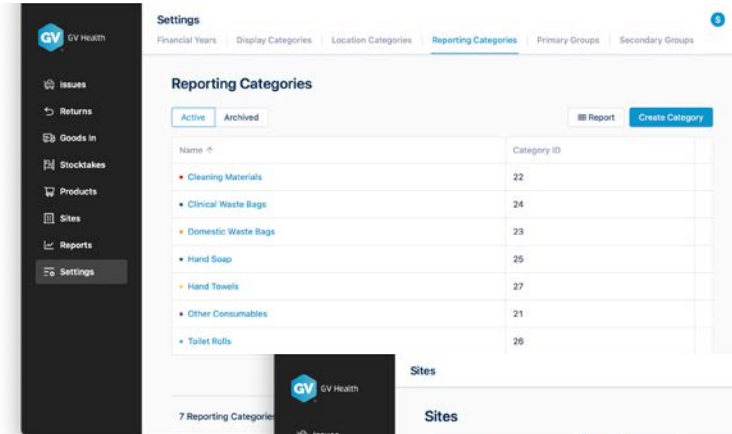 Settings
S
GV GV Health
Financial Years Display Categories Location Categories Reporting Categories Primary Groups Secondary Groups
Issues
Returns
Goods In
Stocktakes
Products
Sites
Reports
Settings
Reporting Categories
Active Archived Report Create Category
Name Category ID
Cleaning Materials 22
Clinical Waste Bags 24
Domestic Waste Bags 23
Hand Soap 25
Hand Towels 27
Other Consumables 21
Toilet Rolls 26
7 Reporting Categorie
Sites
GV GV Health
Sites